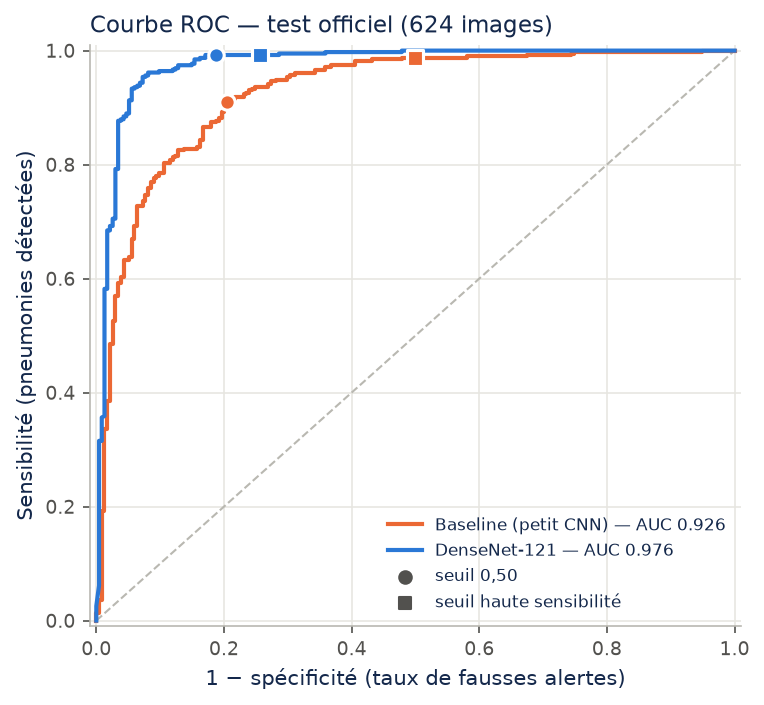 Courbe ROC — test officiel (624 images)
1.0
0.8
0.6
0.4
0.2
0.0
Sensibilité (pneumonies détectées)
Baseline (petit CNN) — AUC 0.926
DenseNet-121 — AUC 0.976
seuil 0,50
seuil haute sensibilité
0.0 0.2 0.4 0.6 0.8 1.0
1 − spécificité (taux de fausses alertes)